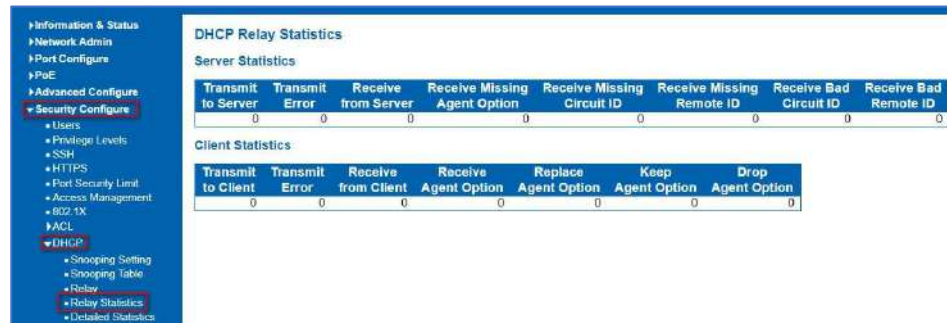 Information & Status
Network Admin
Port Configure
PoE
Advanced Configure
Security Configure
Users
Privilege Levels
SSH
HTTPS
Port Security Limit
Access Management
802.1X
ACL
DHCP
Snooping Setting
Snooping Table
Relay
Relay Statistics
Detailed Statistics
DHCP Relay Statistics
Server Statistics
Transmit to Server Transmit Error Receive from Server Receive Missing Agent Option Receive Missing Circuit ID Receive Missing Remote ID Receive Bad Circuit ID Receive Bad Remote ID
0 0 0 0 0 0 0 0
Client Statistics
Transmit to Client Transmit Error Receive from Client Receive Agent Option Replace Agent Option Keep Agent Option Drop Agent Option
0 0 0 0 0 0 0